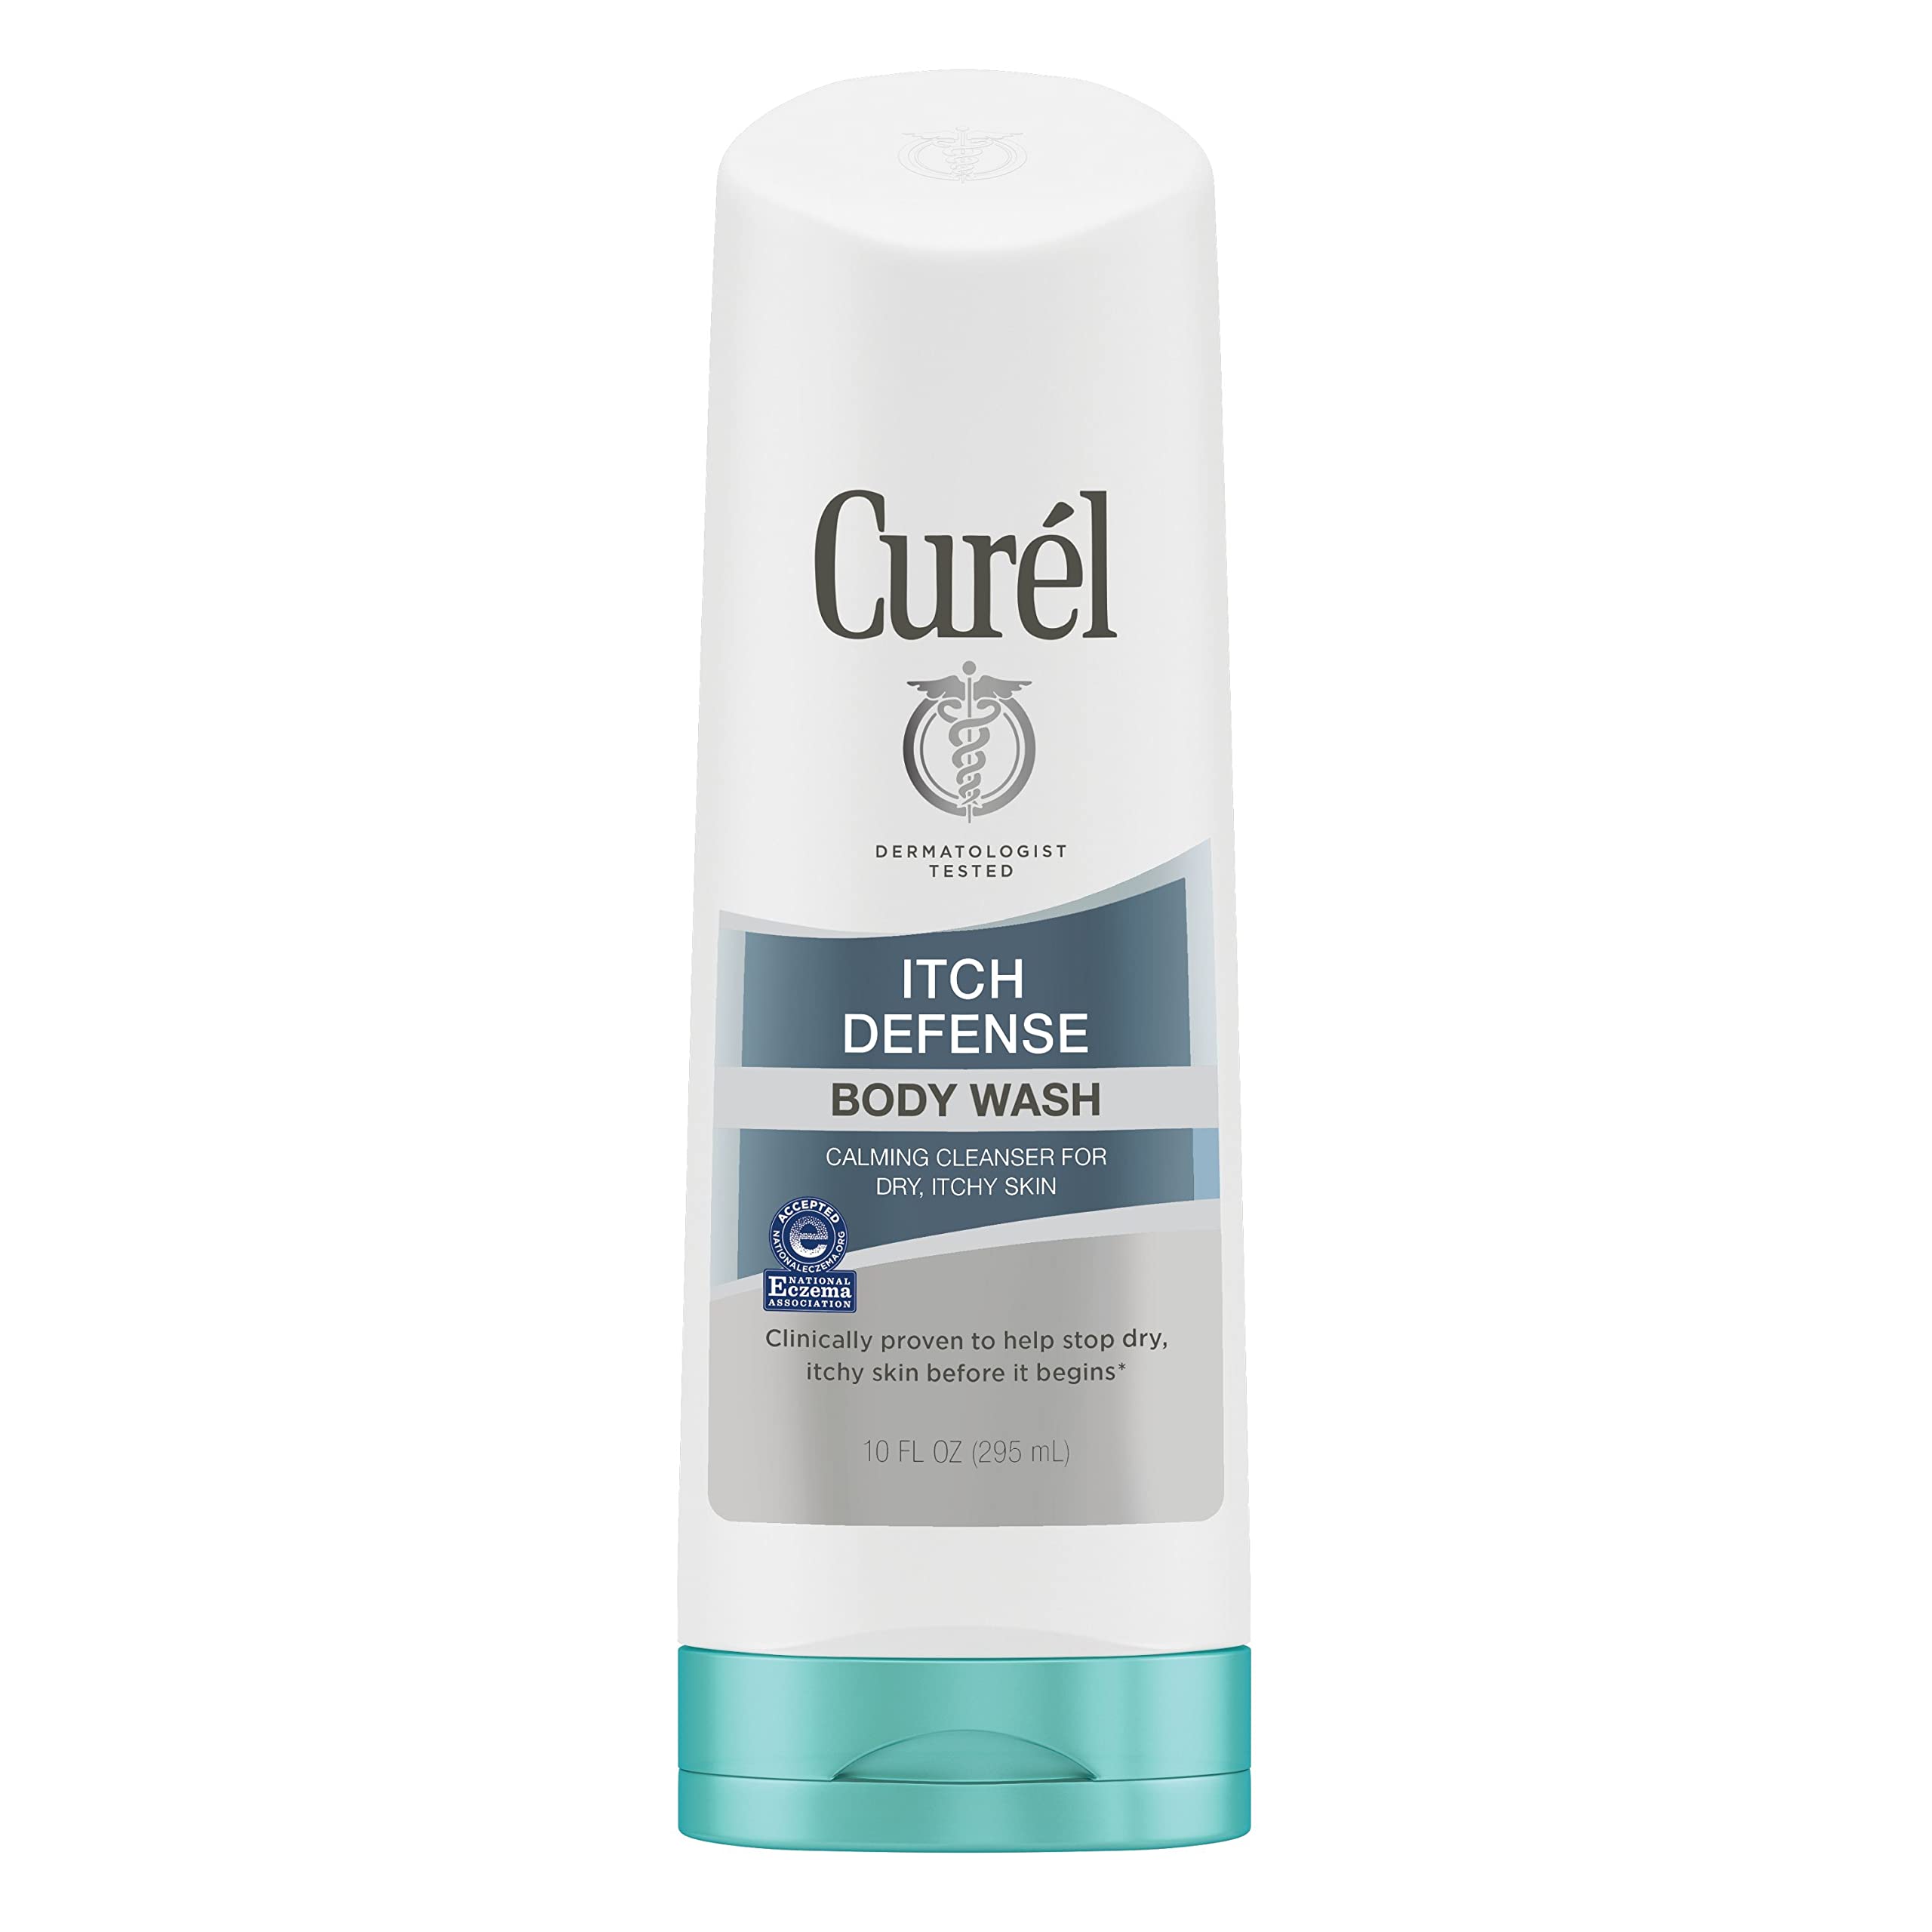 Curél
DERMATOLOGIST
TESTED
ITCH
DEFENSE
BODY WASH
CALMING CLEANSER FOR
DRY, ITCHY SKIN
ACCEPTED
e
NATIONALECZEMA.ORG
NATIONAL
Eczema
ASSOCIATION
Clinically proven to help stop dry,
itchy skin before it begins*
10 FL OZ (295 mL)